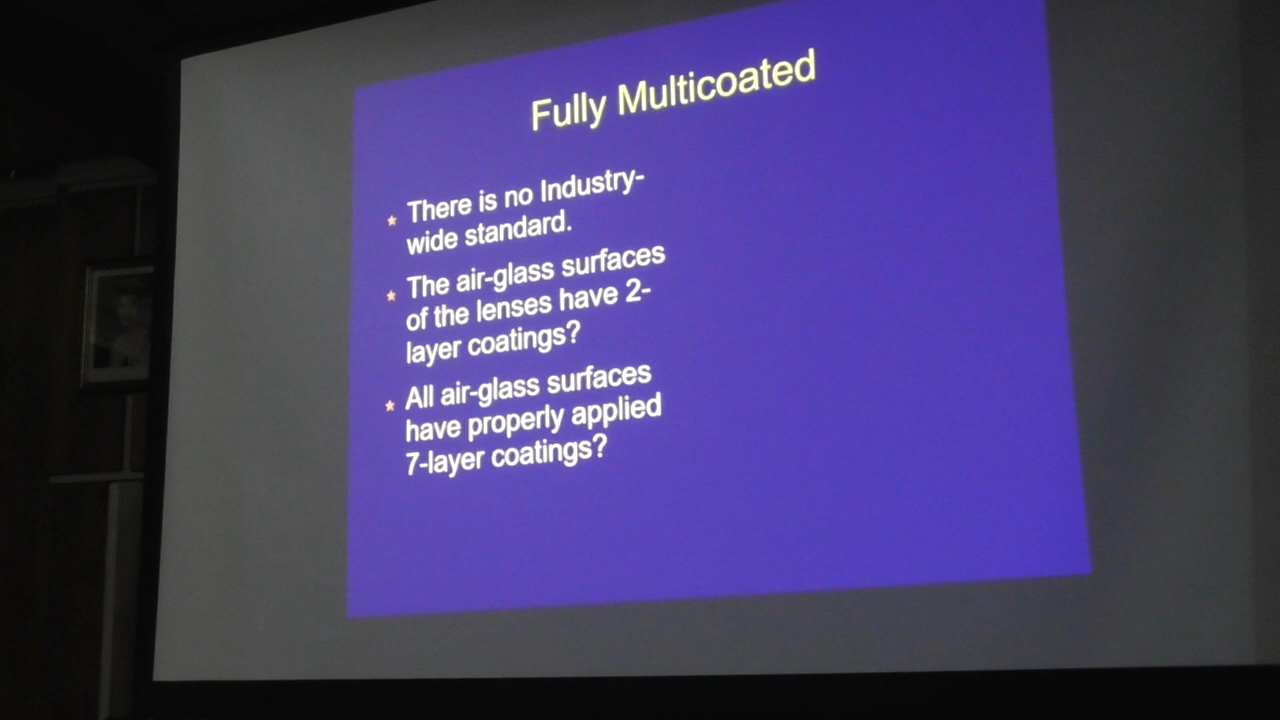 Fully Multicoated
There is no Industry-
wide standard.
The air-glass surfaces
of the lenses have 2-
layer coatings?
All air-glass surfaces
have properly applied
7-layer coatings?